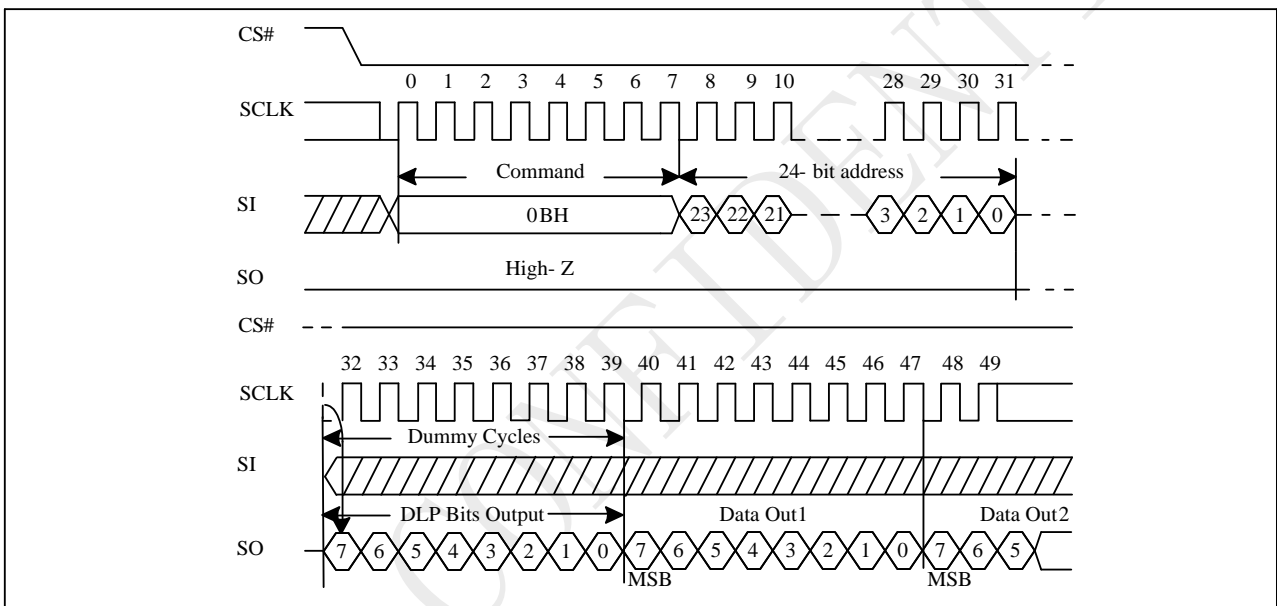 CS#
0 1 2 3 4 5 6 7 8 9 10 28 29 30 31
SCLK
Command 24- bit address
SI
0BH 23 22 21 3 2 1 0
High- Z
SO
CS#
32 33 34 35 36 37 38 39 40 41 42 43 44 45 46 47 48 49
SCLK
Dummy Cycles
SI
DLP Bits Output Data Out1 Data Out2
SO 7 6 5 4 3 2 1 0 7 6 5 4 3 2 1 0 7 6 5
MSB MSB
CONFIDENT